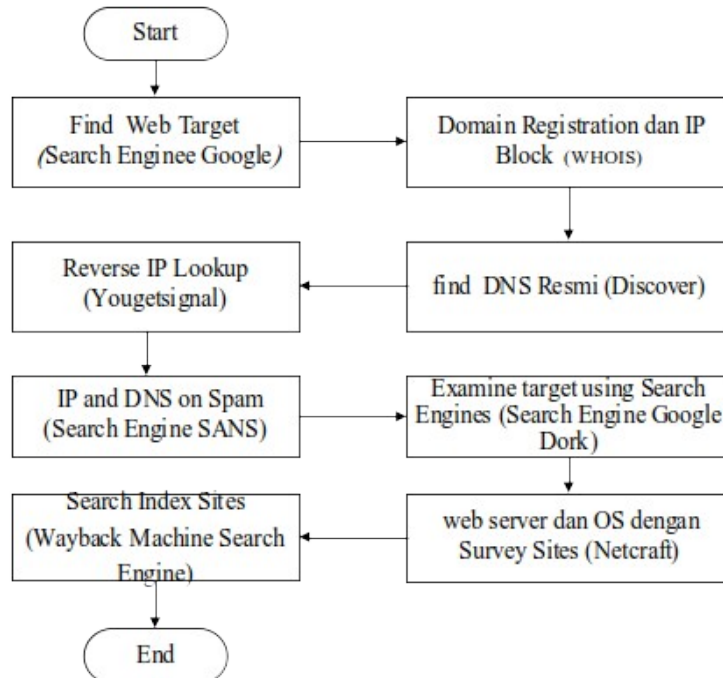 Start
Find Web Target
(Search Enginee Google)
Domain Registration dan IP
Block (WHOIS)
find DNS Resmi (Discover)
Reverse IP Lookup
(Yougetsignal)
IP and DNS on Spam
(Search Engine SANS)
Examine target using Search
Engines (Search Engine Google
Dork)
web server dan OS dengan
Survey Sites (Netcraft)
Search Index Sites
(Wayback Machine Search
Engine)
End